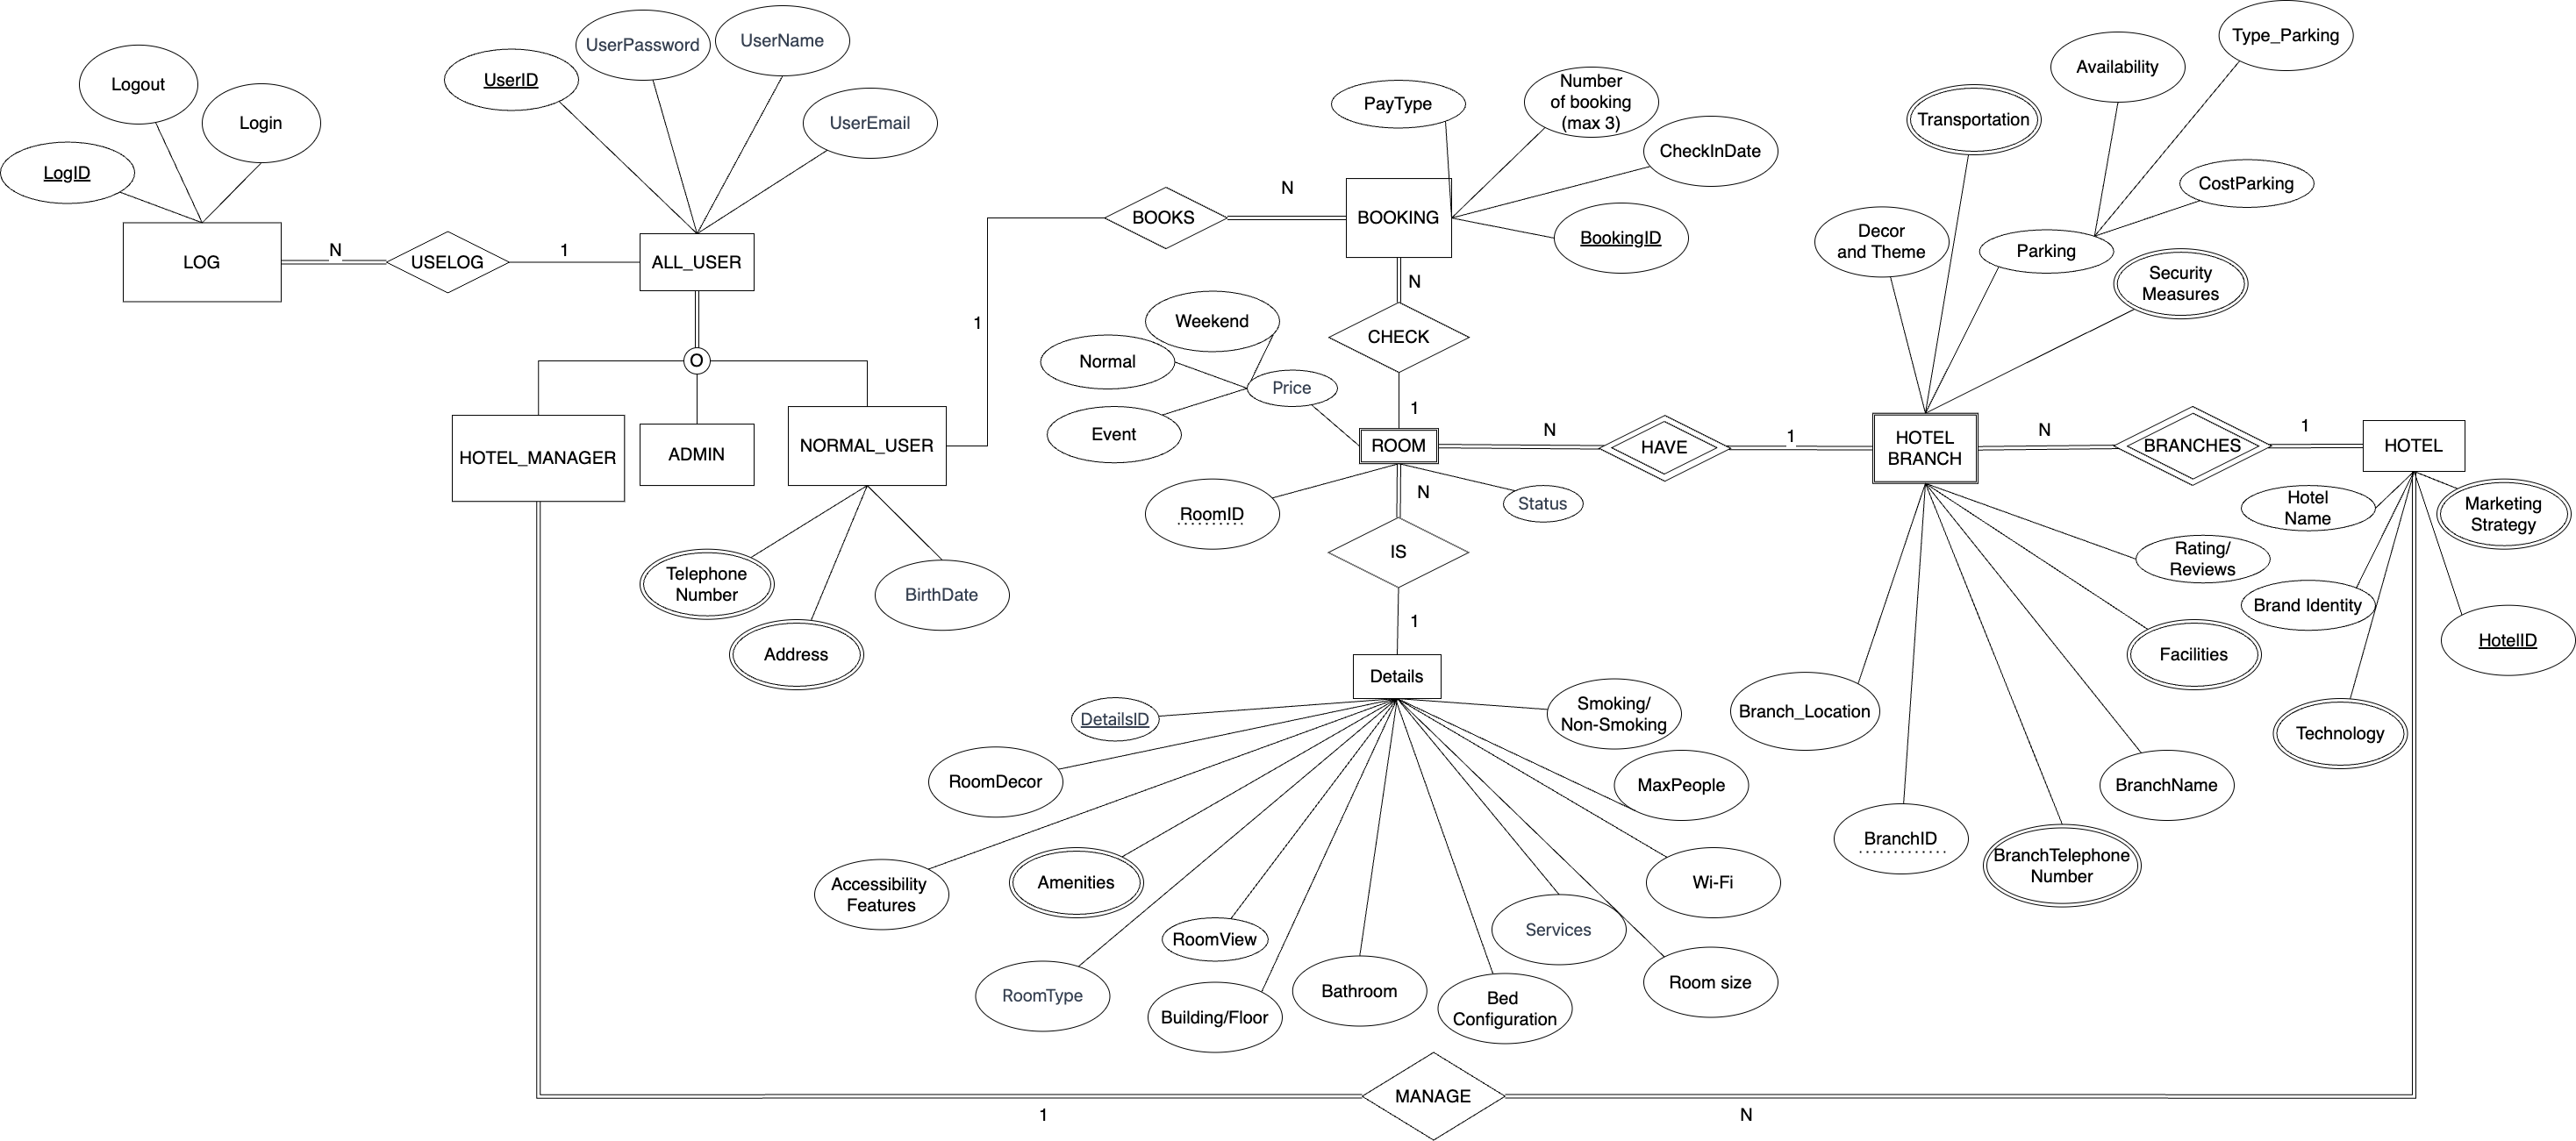 Logout
Login
LogID
LOG
N
USELOG
1
UserID
UserPassword
UserName
UserEmail
ALL_USER
O
HOTEL_MANAGER
ADMIN
NORMAL_USER
Telephone
Number
Address
BirthDate
1
BOOKS
N
PayType
Number
of booking
(max 3)
CheckInDate
BookingID
BOOKING
N
CHECK
1
Weekend
Normal
Price
Event
ROOM
RoomID
Status
N
IS
1
Details
DetailsID
RoomDecor
Accessibility
Features
Amenities
RoomType
RoomView
Building/Floor
Bathroom
Bed
Configuration
Services
Room size
Wi-Fi
MaxPeople
Smoking/
Non-Smoking
N
HAVE
1
HOTEL
BRANCH
Decor
and Theme
Transportation
Parking
Availability
Type_Parking
CostParking
Security
Measures
Branch_Location
BranchID
BranchTelephone
Number
BranchName
Facilities
Rating/
Reviews
N
BRANCHES
1
HOTEL
Hotel
Name
Marketing
Strategy
Brand Identity
HotelID
Technology
1
MANAGE
N